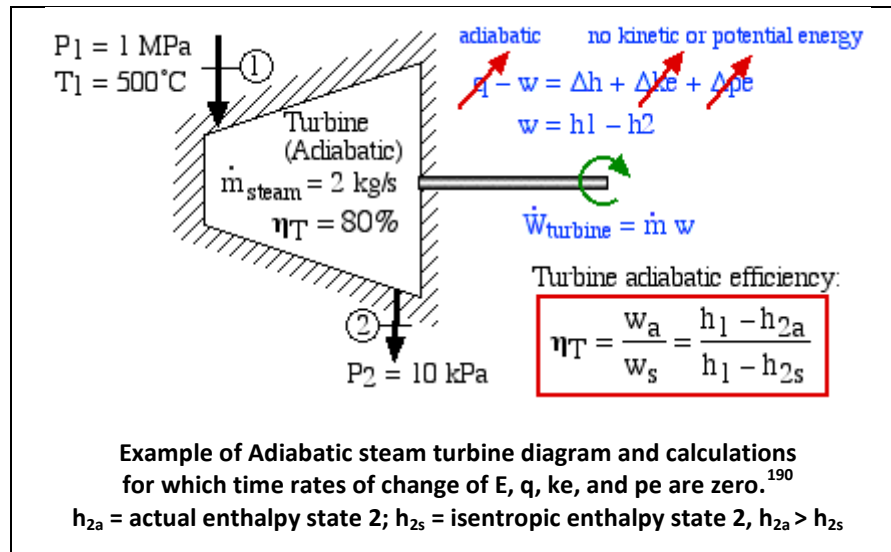 P1 = 1 MPa
T1 = 500°C
1
adiabatic
no kinetic or potential energy
q − w = Δh + Δke + Δpe
w = h1 − h2
Turbine
(Adiabatic)
ṁsteam = 2 kg/s
ηT = 80%
Ẇturbine = ṁ w
Turbine adiabatic efficiency:
ηT = wa/ws = (h1 − h2a)/(h1 − h2s)
2
P2 = 10 kPa
Example of Adiabatic steam turbine diagram and calculations
for which time rates of change of E, q, ke, and pe are zero.190
h2a = actual enthalpy state 2; h2s = isentropic enthalpy state 2, h2a > h2s